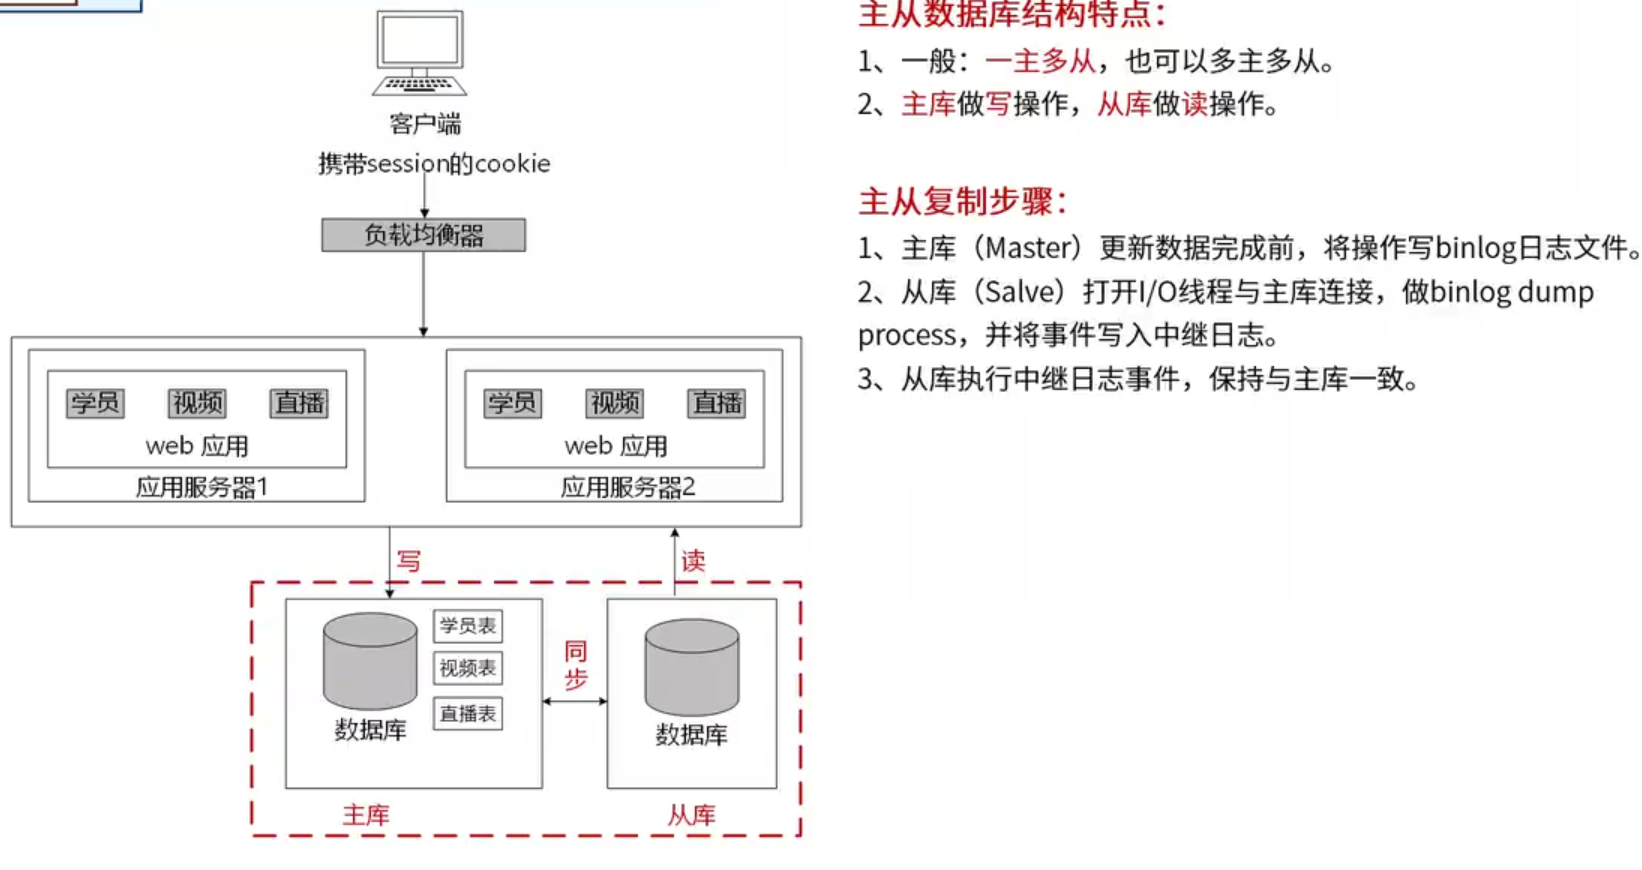 客户端
携带session的cookie
负载均衡器
学员 视频 直播
web 应用
应用服务器1
学员 视频 直播
web 应用
应用服务器2
写
读
学员表
视频表
直播表
数据库
主库
同
步
数据库
从库
主从数据库结构特点：
1、一般：一主多从，也可以多主多从。
2、主库做写操作，从库做读操作。
主从复制步骤：
1、主库（Master）更新数据完成前，将操作写binlog日志文件。
2、从库（Salve）打开I/O线程与主库连接，做binlog dump
process，并将事件写入中继日志。
3、从库执行中继日志事件，保持与主库一致。